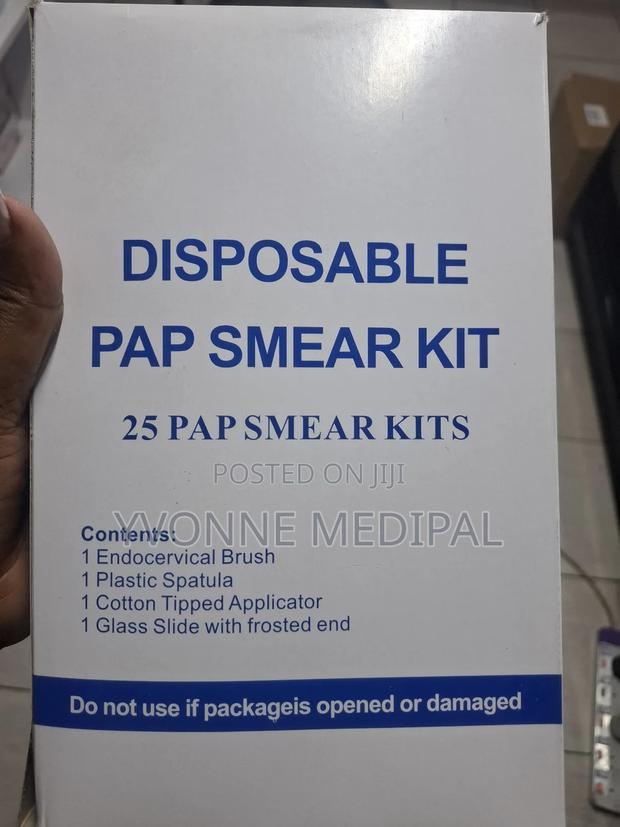 DISPOSABLE
PAP SMEAR KIT
25 PAP SMEAR KITS
POSTED ON JIJI
YVONNE MEDIPAL
Contents:
1 Endocervical Brush
1 Plastic Spatula
1 Cotton Tipped Applicator
1 Glass Slide with frosted end
Do not use if packageis opened or damaged